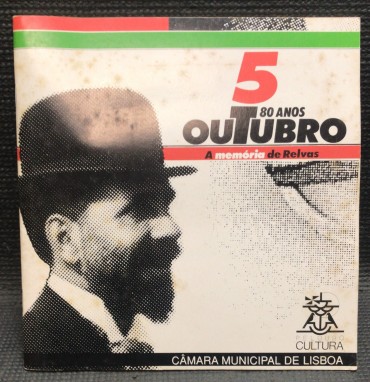 5
80 ANOS
OUTUBRO
A memória de Relvas
CULTURA
CÂMARA MUNICIPAL DE LISBOA